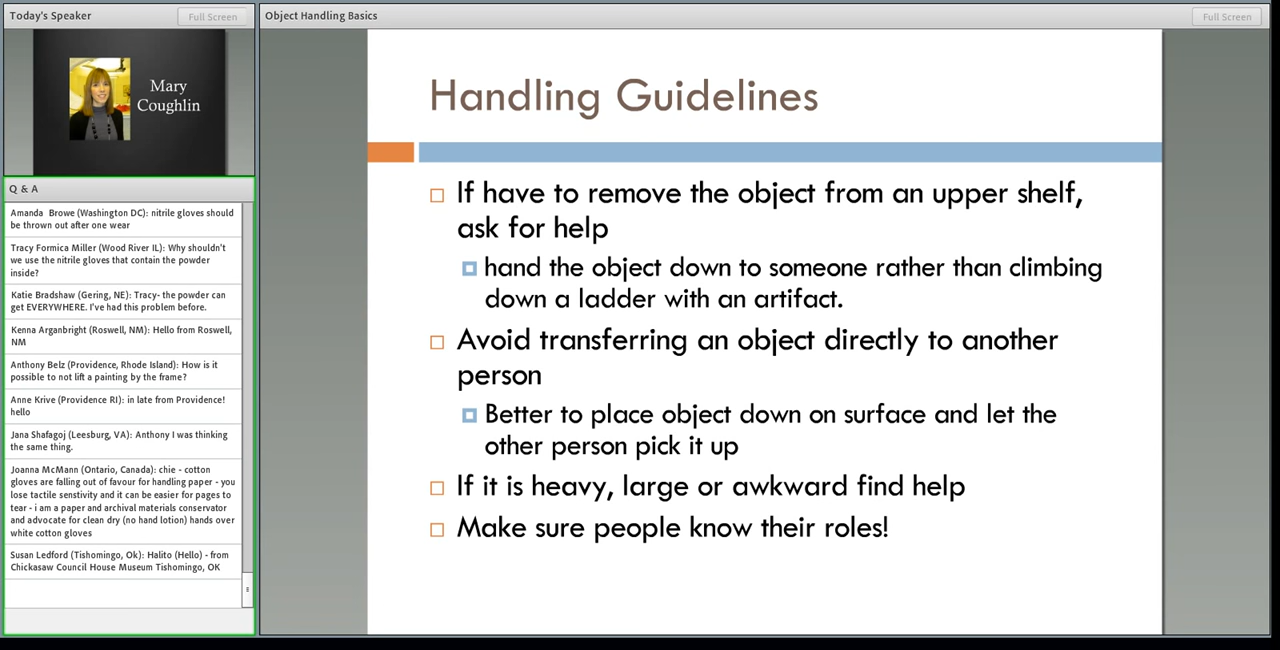 Today's Speaker
Full Screen
Mary
Coughlin
Q & A
Amanda  Browe (Washington DC): nitrile gloves should
be thrown out after one wear
Tracy Formica Miller (Wood River IL): Why shouldn't
we use the nitrile gloves that contain the powder
inside?
Katie Bradshaw (Gering, NE): Tracy- the powder can
get EVERYWHERE. I've had this problem before.
Kenna Arganbright (Roswell, NM): Hello from Roswell,
NM
Anthony Belz (Providence, Rhode Island): How is it
possible to not lift a painting by the frame?
Anne Krive (Providence RI): in late from Providence!
hello
Jana Shafagoj (Leesburg, VA): Anthony I was thinking
the same thing.
Joanna McMann (Ontario, Canada): chie - cotton
gloves are falling out of favour for handling paper - you
lose tactile senstivity and it can be easier for pages to
tear - i am a paper and archival materials conservator
and advocate for clean dry (no hand lotion) hands over
white cotton gloves
Susan Ledford (Tishomingo, Ok): Halito (Hello) - from
Chickasaw Council House Museum Tishomingo, OK
Object Handling Basics
Full Screen
Handling Guidelines
If have to remove the object from an upper shelf,
ask for help
hand the object down to someone rather than climbing
down a ladder with an artifact.
Avoid transferring an object directly to another
person
Better to place object down on surface and let the
other person pick it up
If it is heavy, large or awkward find help
Make sure people know their roles!